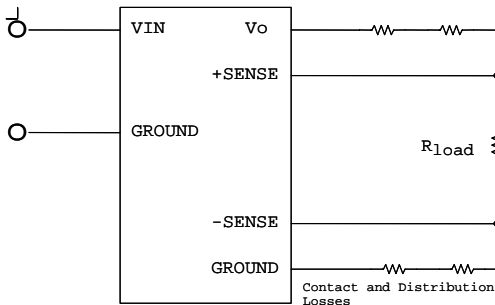 VIN Vo
+SENSE
GROUND
Rload
-SENSE
GROUND
Contact and Distribution
Losses